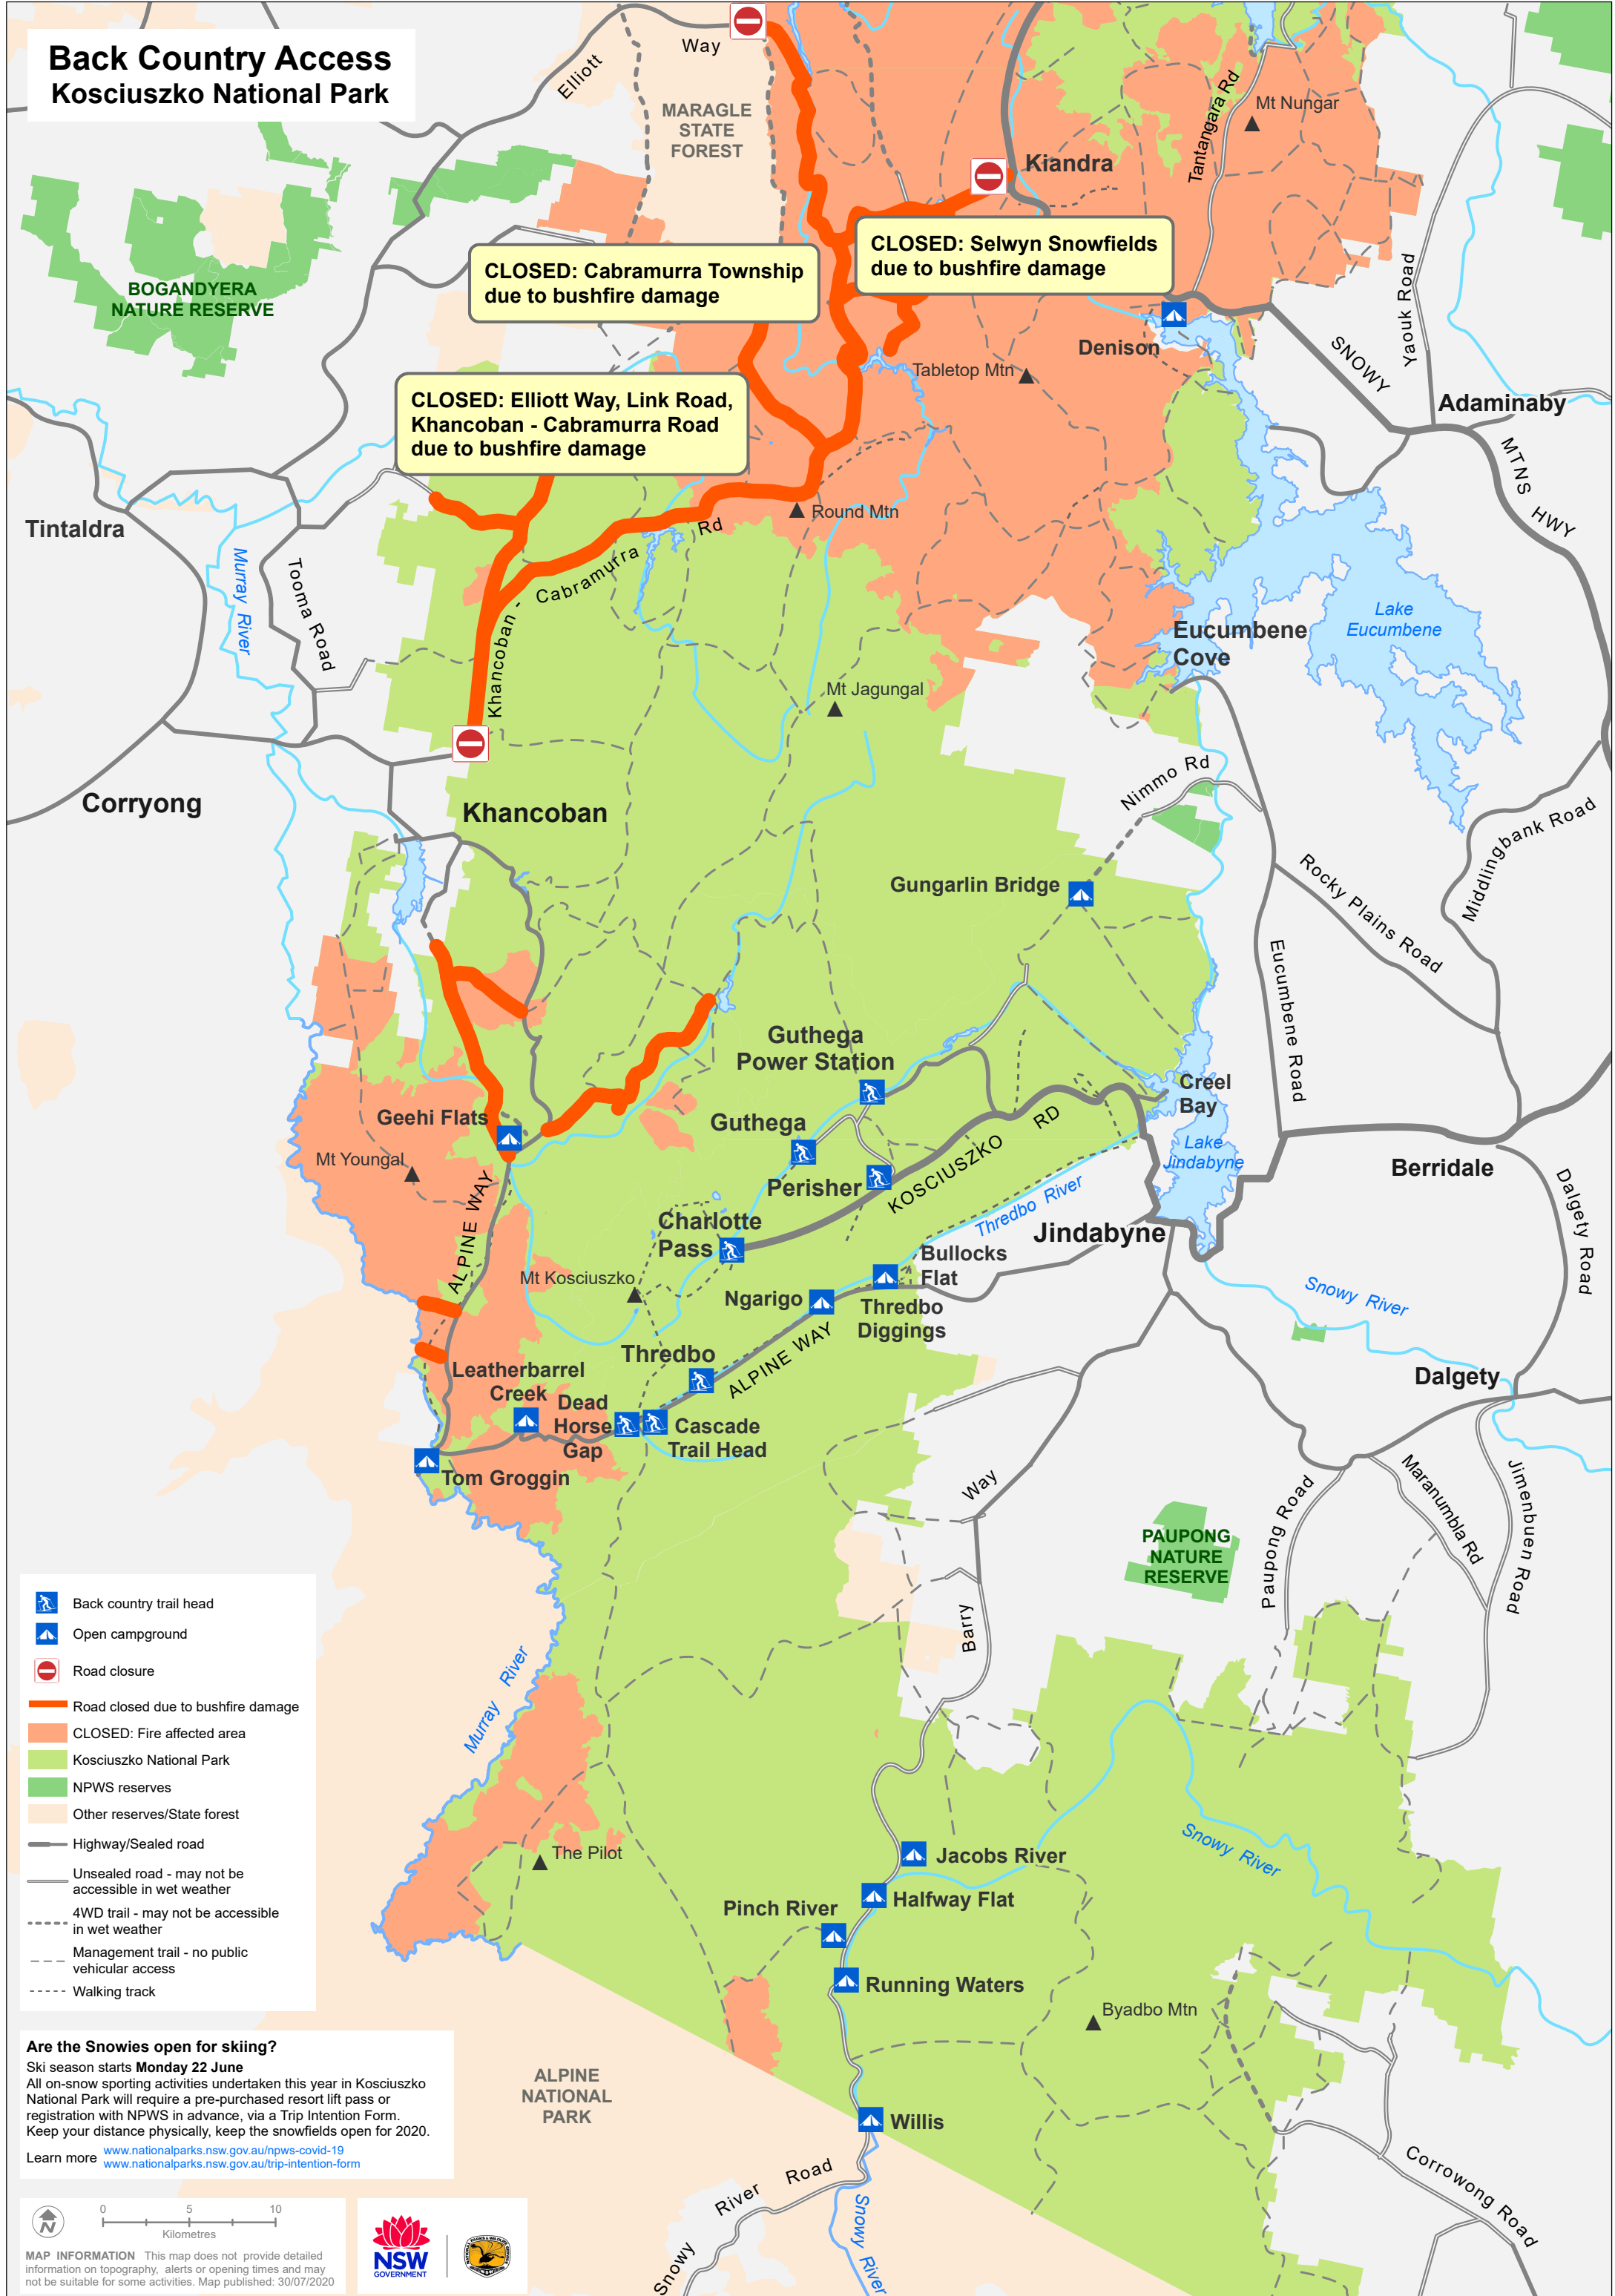 Back Country Access
Kosciuszko National Park
Elliott
Way
MARAGLE
STATE
FOREST
Tantangara Rd
Mt Nungar
Kiandra
BOGANDYERA
NATURE RESERVE
CLOSED: Cabramurra Township
due to bushfire damage
CLOSED: Selwyn Snowfields
due to bushfire damage
Denison
Tabletop Mtn
SNOWY
MTNS
HWY
Yaouk Road
Adaminaby
CLOSED: Elliott Way, Link Road,
Khancoban - Cabramurra Road
due to bushfire damage
Tintaldra
Murray River
Tooma Road
Round Mtn
Khancoban - Cabramurra Rd
Lake
Eucumbene
Eucumbene
Cove
Mt Jagungal
Corryong
Khancoban
Nimmo Rd
Gungarlin Bridge
Rocky Plains Road
Middlingbank Road
Eucumbene Road
Guthega
Power Station
Geehi Flats
Guthega
Mt Youngal
Perisher
KOSCIUSZKO RD
Creel
Bay
Lake
Jindabyne
Berridale
Dalgety Road
ALPINE WAY
Charlotte
Pass
Thredbo River
Jindabyne
Mt Kosciuszko
Bullocks
Flat
Ngarigo
Thredbo
Diggings
Snowy River
Thredbo
ALPINE WAY
Leatherbarrel
Creek
Dead
Horse
Gap
Cascade
Trail Head
Dalgety
Tom Groggin
Barry Way
Paupong Road
Maranumbla Rd
Jimenbuen Road
PAUPONG
NATURE
RESERVE
Murray River
The Pilot
Snowy River
Jacobs River
Halfway Flat
Pinch River
Running Waters
Byadbo Mtn
ALPINE
NATIONAL
PARK
Willis
Snowy River Road
Snowy River
Corrowong Road
Back country trail head
Open campground
Road closure
Road closed due to bushfire damage
CLOSED: Fire affected area
Kosciuszko National Park
NPWS reserves
Other reserves/State forest
Highway/Sealed road
Unsealed road - may not be
accessible in wet weather
4WD trail - may not be accessible
in wet weather
Management trail - no public
vehicular access
Walking track
Are the Snowies open for skiing?
Ski season starts Monday 22 June
All on-snow sporting activities undertaken this year in Kosciuszko
National Park will require a pre-purchased resort lift pass or
registration with NPWS in advance, via a Trip Intention Form.
Keep your distance physically, keep the snowfields open for 2020.
Learn more www.nationalparks.nsw.gov.au/npws-covid-19
www.nationalparks.nsw.gov.au/trip-intention-form
N
0 5 10
Kilometres
MAP INFORMATION This map does not provide detailed
information on topography, alerts or opening times and may
not be suitable for some activities. Map published: 30/07/2020
NSW
GOVERNMENT